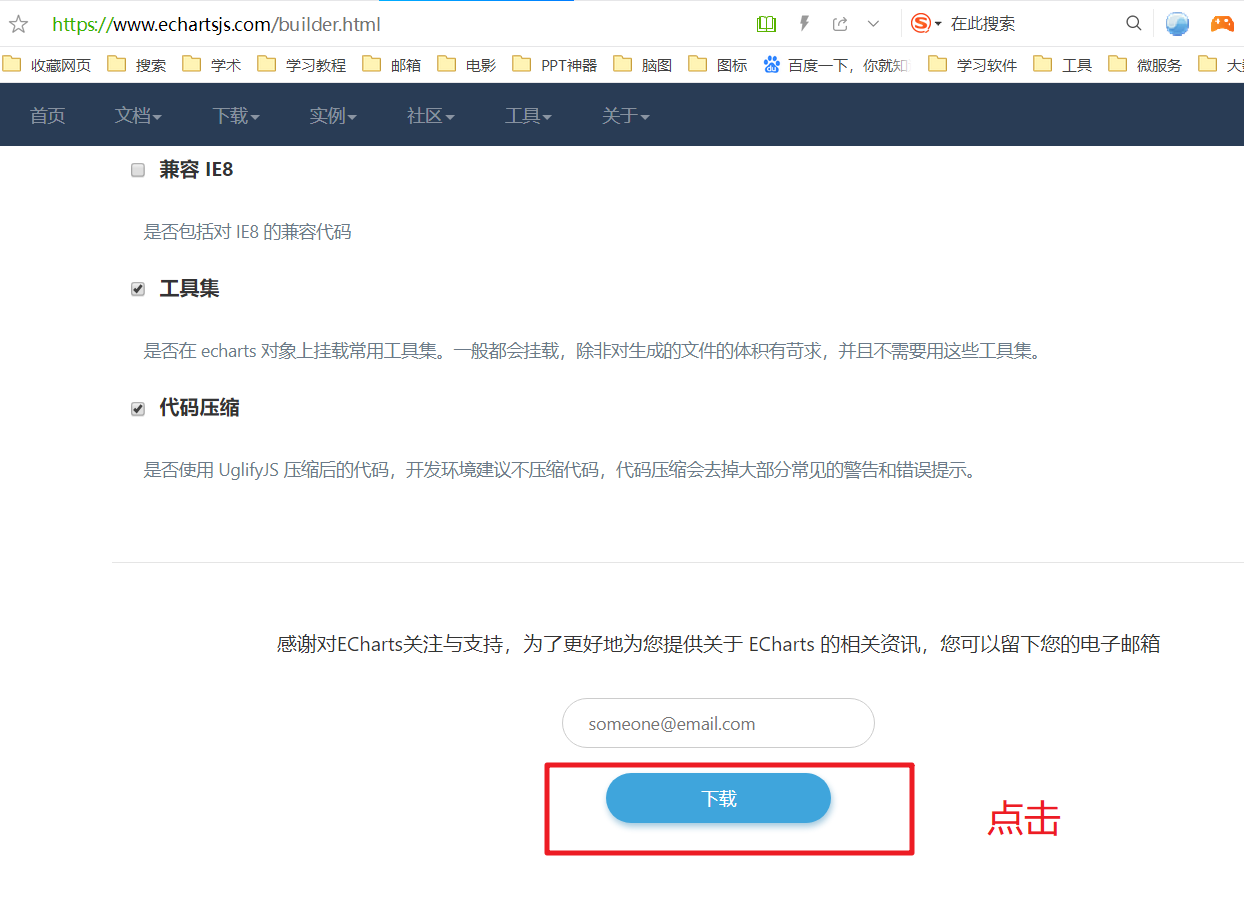 https://www.echartsjs.com/builder.html 在此搜索
收藏网页 搜索 学术 学习教程 邮箱 电影 PPT神器 脑图 图标 百度一下，你就知 学习软件 工具 微服务
首页 文档 下载 实例 社区 工具 关于
兼容 IE8
是否包括对 IE8 的兼容代码
工具集
是否在 echarts 对象上挂载常用工具集。一般都会挂载，除非对生成的文件的体积有苛求，并且不需要用这些工具集。
代码压缩
是否使用 UglifyJS 压缩后的代码，开发环境建议不压缩代码，代码压缩会去掉大部分常见的警告和错误提示。
感谢对ECharts关注与支持，为了更好地为您提供关于 ECharts 的相关资讯，您可以留下您的电子邮箱
someone@email.com
下载
点击